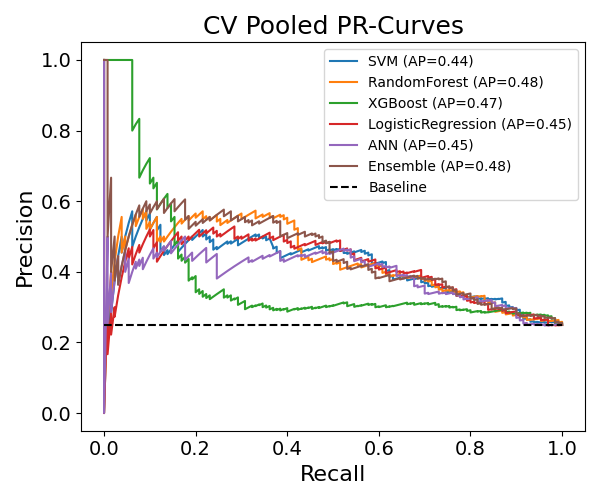 CV Pooled PR-Curves
1.0
0.8
0.6
0.4
0.2
0.0
Precision
SVM (AP=0.44)
RandomForest (AP=0.48)
XGBoost (AP=0.47)
LogisticRegression (AP=0.45)
ANN (AP=0.45)
Ensemble (AP=0.48)
Baseline
0.0 0.2 0.4 0.6 0.8 1.0
Recall